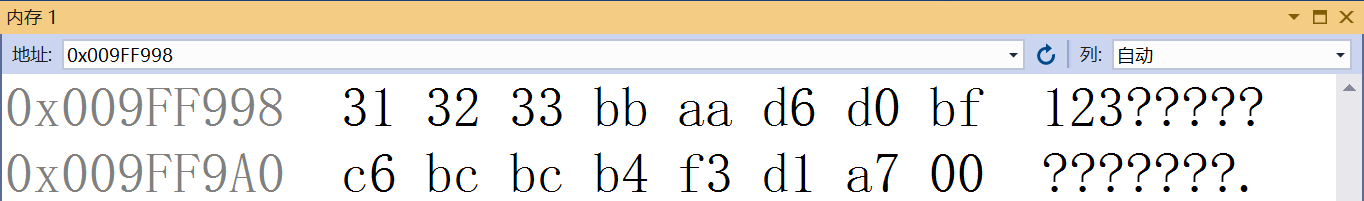 内存 1
地址: 0x009FF998 列: 自动
0x009FF998 31 32 33 bb aa d6 d0 bf 123?????
0x009FF9A0 c6 bc bc b4 f3 d1 a7 00 ???????.